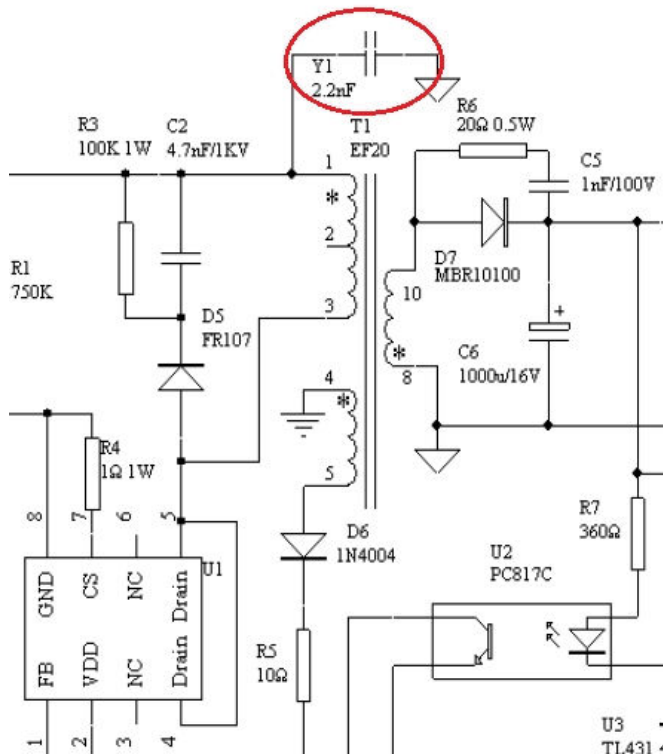 Y1
2.2nF
R3
100K 1W
C2
4.7nF/1KV
T1
EF20
R6
20Ω 0.5W
C5
1nF/100V
1
*
2
3
R1
750K
D5
FR107
D7
MBR10100
10
*
8
C6
1000u/16V
+
4
*
5
R4
1Ω 1W
8
7
6
5
U1
GND
CS
NC
Drain
FB
VDD
NC
Drain
1
2
3
4
D6
1N4004
R5
10Ω
U2
PC817C
R7
360Ω
U3
TL431